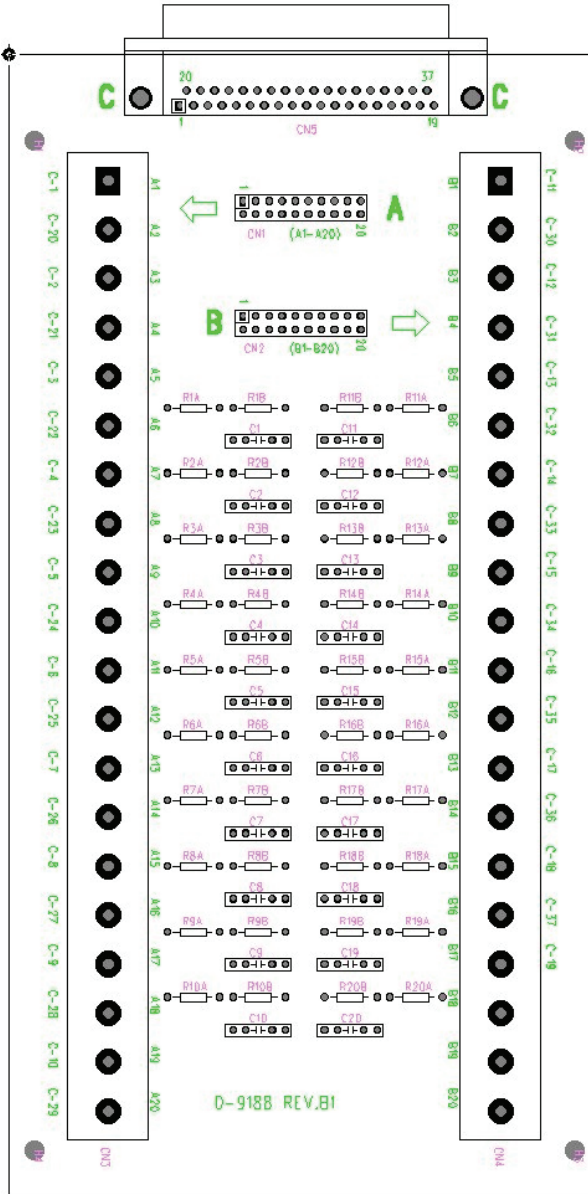 20 37
C C
1 19
CN5
C-1 A1 B1 C-11
1 A
C-20 A2 CN1 (A1-A20) 20 B2 C-30
C-2 A3 B3 C-12
1
C-21 A4 B B4 C-31
CN2 (B1-B20) 20
C-3 A5 B5 C-13
R1A R1B R11B R11A
C-22 A6 B6 C-32
C1 C11
C-4 A7 R2A R2B R12B R12A B7 C-14
C2 C12
C-23 A8 B8 C-33
R3A R3B R13B R13A
C-5 A9 C3 C13 B9 C-15
R4A R4B R14B R14A
C-24 A10 B10 C-34
C4 C14
C-6 A11 R5A R5B R15B R15A B11 C-16
C5 C15
C-25 A12 B12 C-35
R6A R6B R16B R16A
C-7 A13 C6 C16 B13 C-17
R7A R7B R17B R17A
C-26 A14 B14 C-36
C7 C17
C-8 A15 R8A R8B R18B R18A B15 C-18
C8 C18
C-27 A16 B16 C-37
R9A R9B R19B R19A
C-9 A17 C9 C19 B17 C-19
R10A R10B R20B R20A
C-28 A18 B18
C10 C20
C-10 A19 B19
C-29 A20 D-9188 REV.B1 B20
CN3 CN4